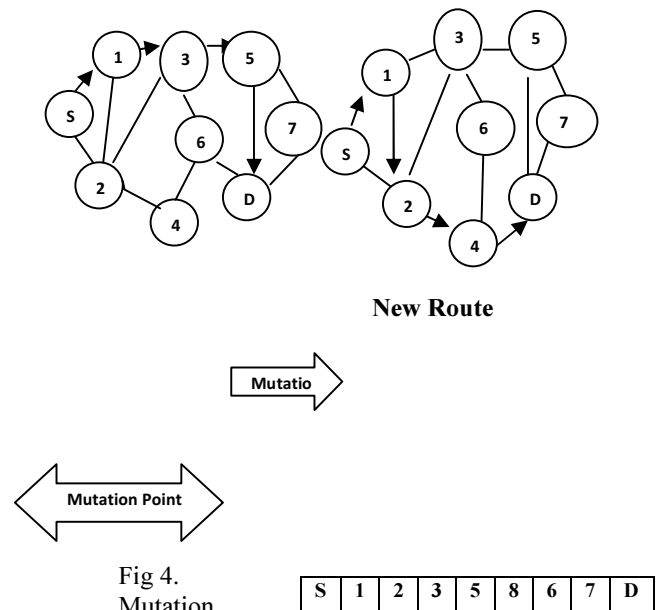 1 3 5
S 6 7
2 4 D
3 5
1
6 7
S
2 D
4
New Route
Mutatio
Mutation Point
Fig 4.
Mutation
S 1 2 3 5 8 6 7 D